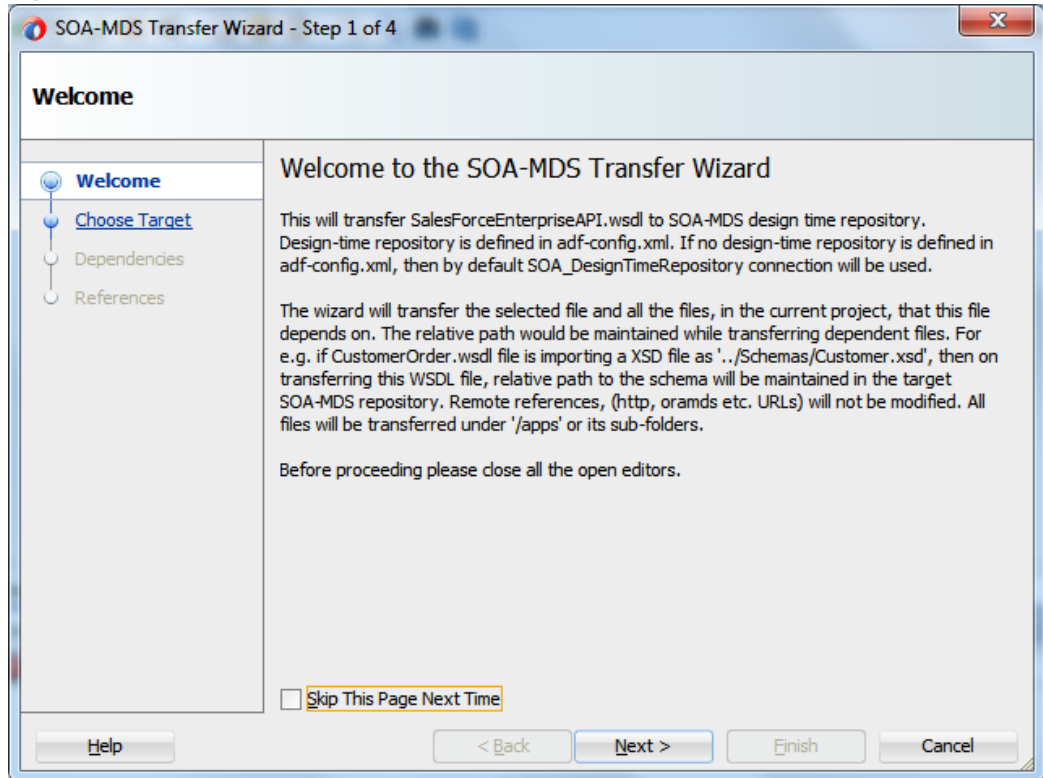 SOA-MDS Transfer Wizard - Step 1 of 4
Welcome
Welcome
Choose Target
Dependencies
References
Welcome to the SOA-MDS Transfer Wizard
This will transfer SalesForceEnterpriseAPI.wsdl to SOA-MDS design time repository.
Design-time repository is defined in adf-config.xml. If no design-time repository is defined in
adf-config.xml, then by default SOA_DesignTimeRepository connection will be used.
The wizard will transfer the selected file and all the files, in the current project, that this file
depends on. The relative path would be maintained while transferring dependent files. For
e.g. if CustomerOrder.wsdl file is importing a XSD file as '../Schemas/Customer.xsd', then on
transferring this WSDL file, relative path to the schema will be maintained in the target
SOA-MDS repository. Remote references, (http, oramds etc. URLs) will not be modified. All
files will be transferred under '/apps' or its sub-folders.
Before proceeding please close all the open editors.
Skip This Page Next Time
Help
< Back
Next >
Finish
Cancel